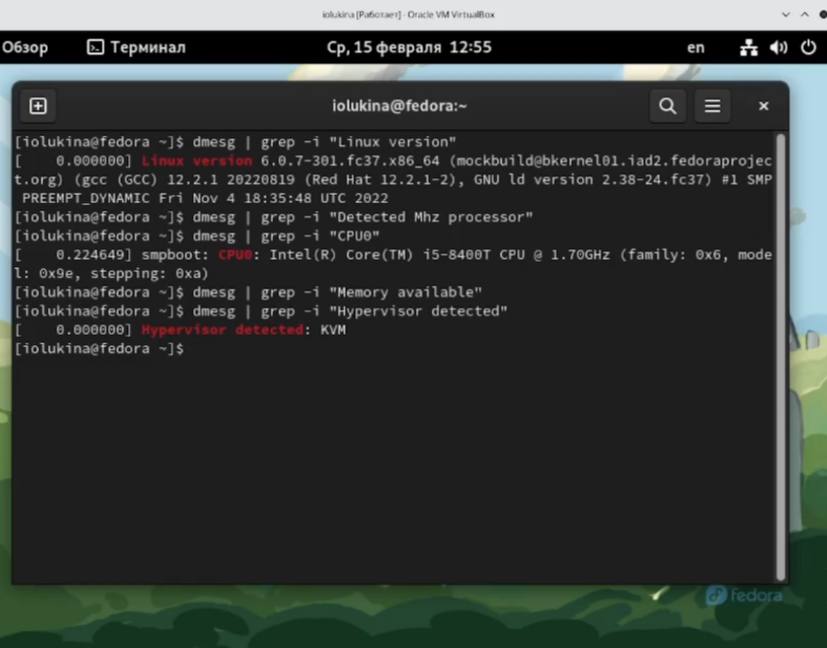 iolukina [Работает] - Oracle VM VirtualBox
Обзор Терминал Ср, 15 февраля 12:55 en
iolukina@fedora:~
[iolukina@fedora ~]$ dmesg | grep -i "Linux version"
[    0.000000] Linux version 6.0.7-301.fc37.x86_64 (mockbuild@bkernel01.iad2.fedoraprojec
t.org) (gcc (GCC) 12.2.1 20220819 (Red Hat 12.2.1-2), GNU ld version 2.38-24.fc37) #1 SMP
PREEMPT_DYNAMIC Fri Nov 4 18:35:48 UTC 2022
[iolukina@fedora ~]$ dmesg | grep -i "Detected Mhz processor"
[iolukina@fedora ~]$ dmesg | grep -i "CPU0"
[    0.224649] smpboot: CPU0: Intel(R) Core(TM) i5-8400T CPU @ 1.70GHz (family: 0x6, mode
l: 0x9e, stepping: 0xa)
[iolukina@fedora ~]$ dmesg | grep -i "Memory available"
[iolukina@fedora ~]$ dmesg | grep -i "Hypervisor detected"
[    0.000000] Hypervisor detected: KVM
[iolukina@fedora ~]$
fedora